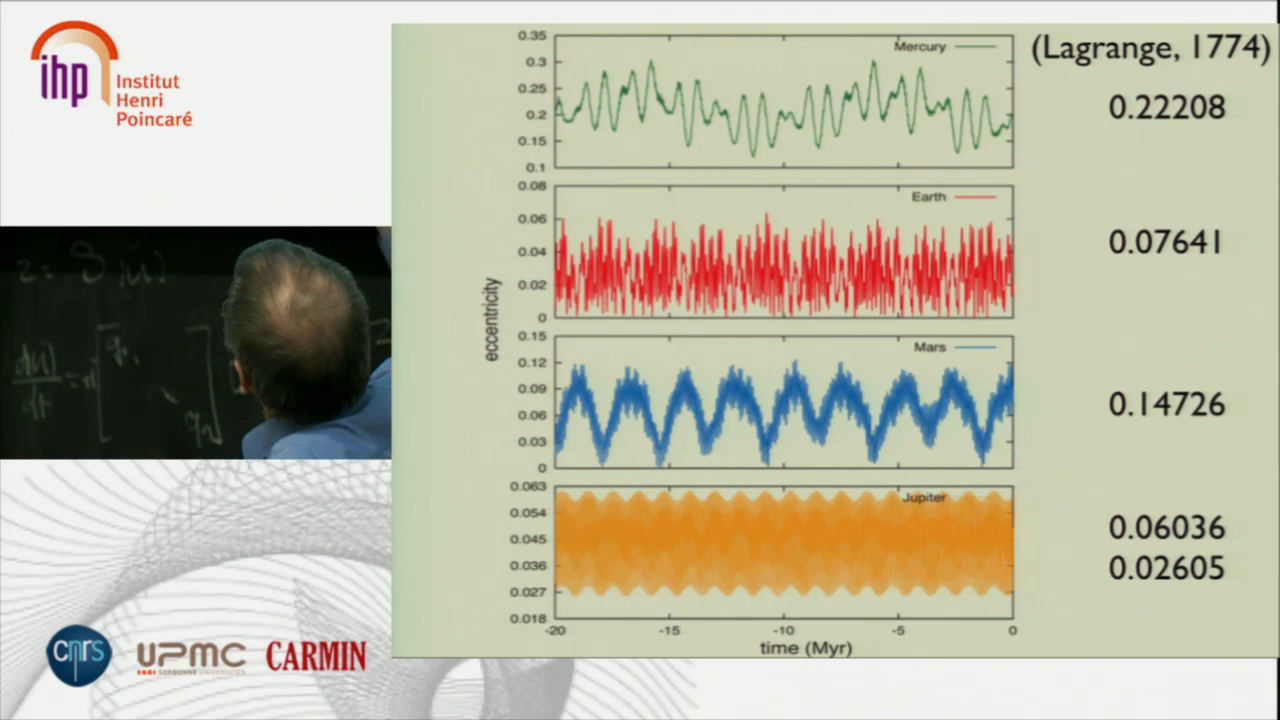 ihp
Institut
Henri
Poincaré
(Lagrange, 1774)
0.35
0.3
0.25
0.2
0.15
0.1
Mercury
0.22208
0.08
0.06
0.04
0.02
0
Earth
0.07641
eccentricity
0.15
0.12
0.09
0.06
0.03
0
Mars
0.14726
0.063
0.054
0.045
0.036
0.027
0.018
Jupiter
0.06036
0.02605
-20
-15
-10
-5
0
time (Myr)
cnrs
UPMC
SORBONNE UNIVERSITÉS
CARMIN